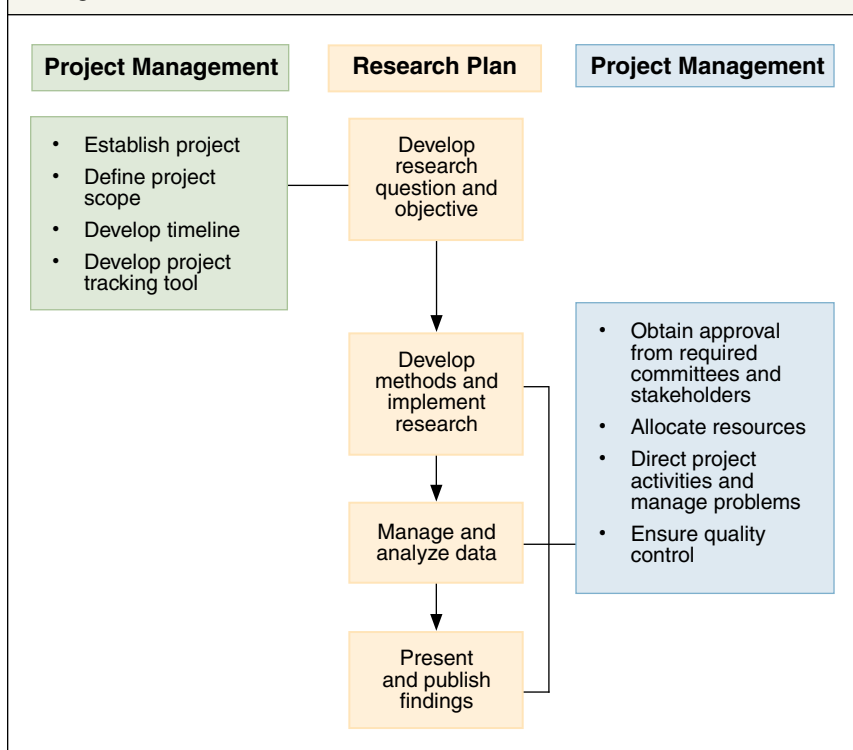 Project Management
Research Plan
Project Management
• Establish project
• Define project
scope
• Develop timeline
• Develop project
tracking tool
Develop
research
question and
objective
Develop
methods and
implement
research
Manage and
analyze data
Present
and publish
findings
• Obtain approval
from required
committees and
stakeholders
• Allocate resources
• Direct project
activities and
manage problems
• Ensure quality
control